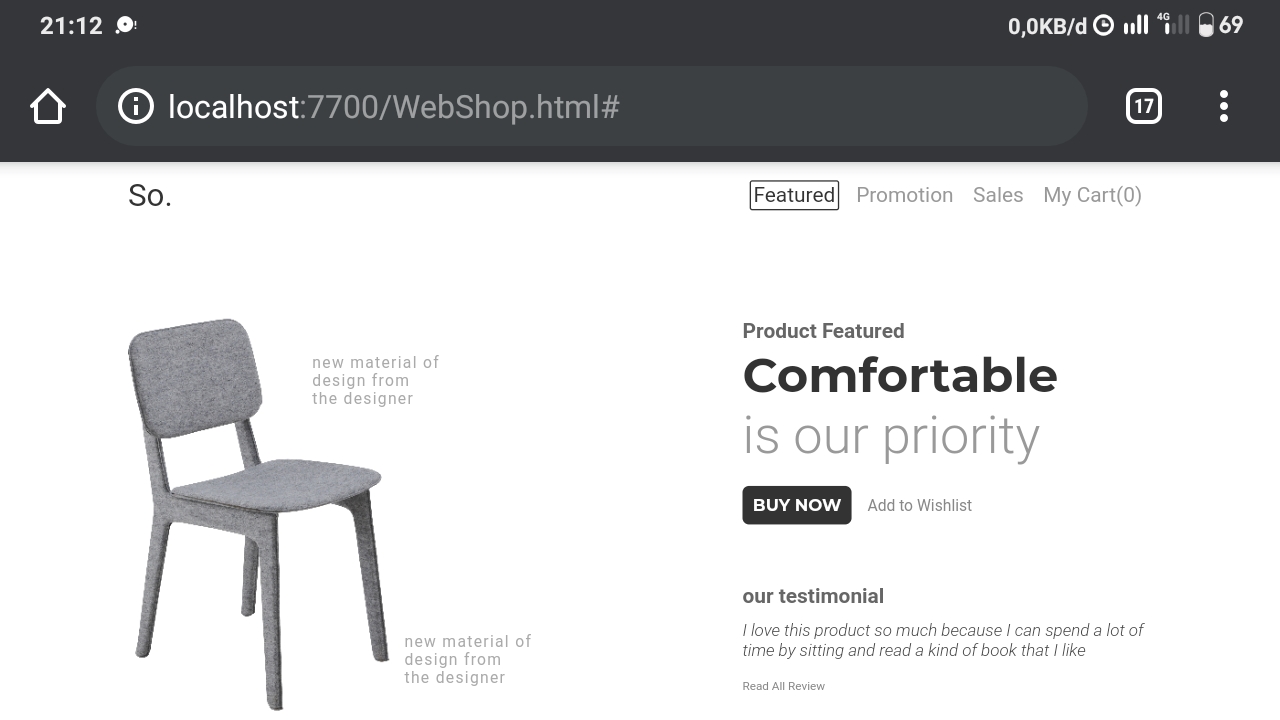 21:12
0,0KB/d
4G
69
localhost:7700/WebShop.html#
17
So.
Featured Promotion Sales My Cart(0)
new material of
design from
the designer
Product Featured
Comfortable
is our priority
BUY NOW Add to Wishlist
our testimonial
I love this product so much because I can spend a lot of
time by sitting and read a kind of book that I like
new material of
design from
the designer
Read All Review